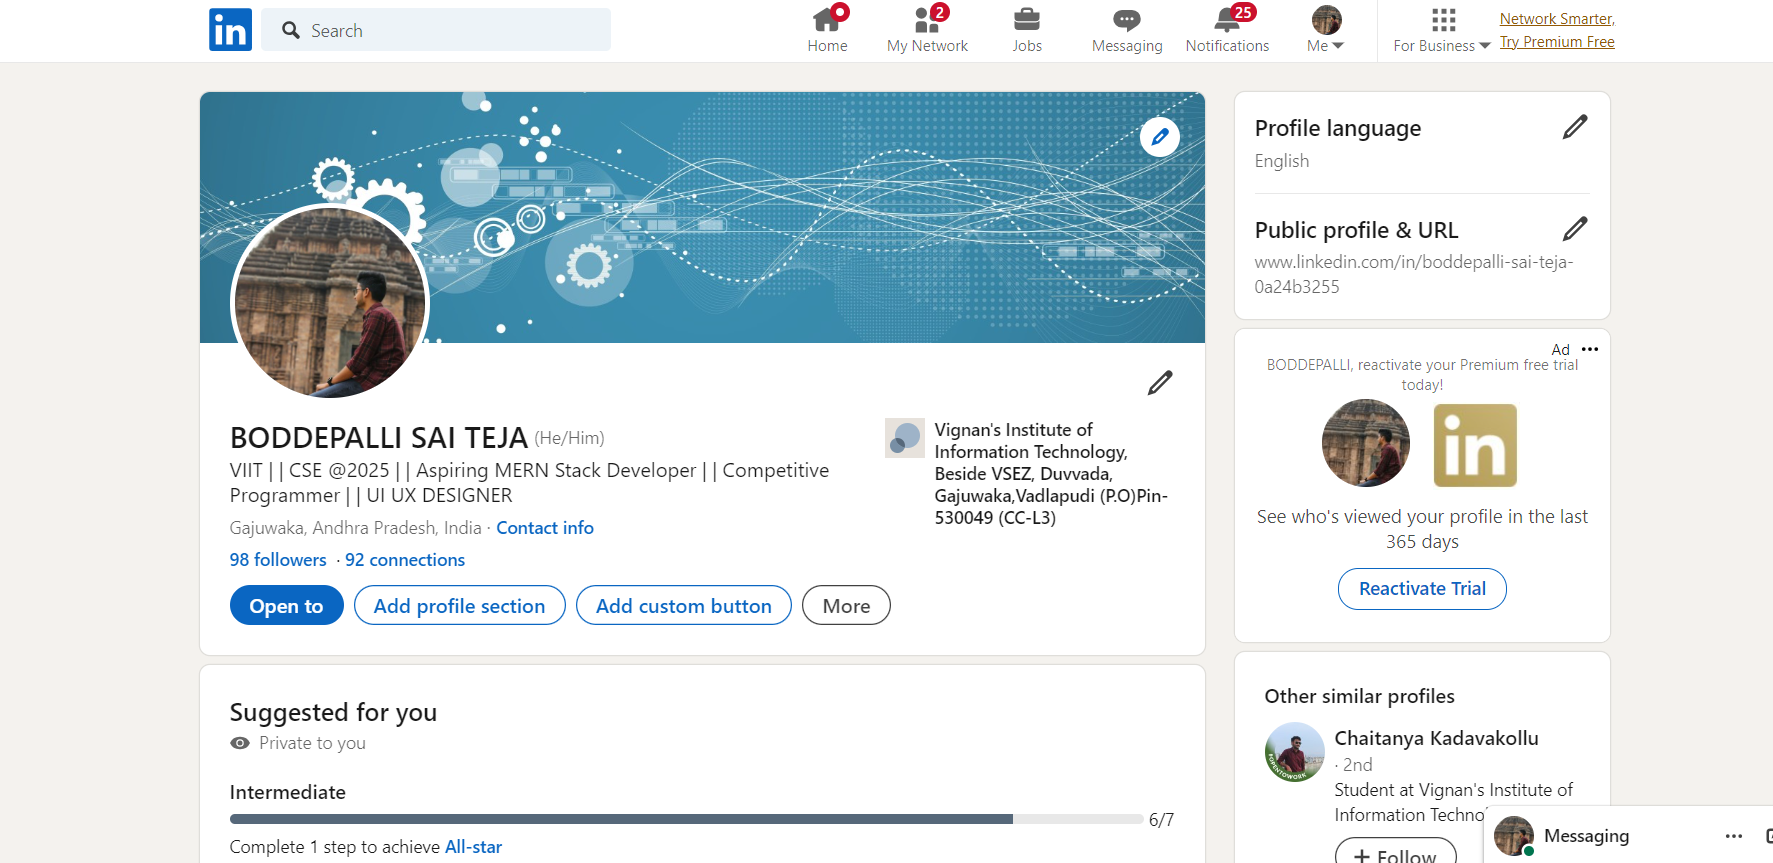 in
Search
Home
2
My Network
Jobs
Messaging
25
Notifications
Me
For Business
Network Smarter,
Try Premium Free
BODDEPALLI SAI TEJA (He/Him)
VIIT | | CSE @2025 | | Aspiring MERN Stack Developer | | Competitive
Programmer | | UI UX DESIGNER
Gajuwaka, Andhra Pradesh, India · Contact info
98 followers · 92 connections
Open to
Add profile section
Add custom button
More
Vignan's Institute of
Information Technology,
Beside VSEZ, Duvvada,
Gajuwaka,Vadlapudi (P.O)Pin-
530049 (CC-L3)
Suggested for you
Private to you
Intermediate
6/7
Complete 1 step to achieve All-star
Profile language
English
Public profile & URL
www.linkedin.com/in/boddepalli-sai-teja-
0a24b3255
Ad
BODDEPALLI, reactivate your Premium free trial
today!
in
See who's viewed your profile in the last
365 days
Reactivate Trial
Other similar profiles
#OPENTOWORK
Chaitanya Kadavakollu
· 2nd
Student at Vignan's Institute of
Information Techno
+ Follow
Messaging